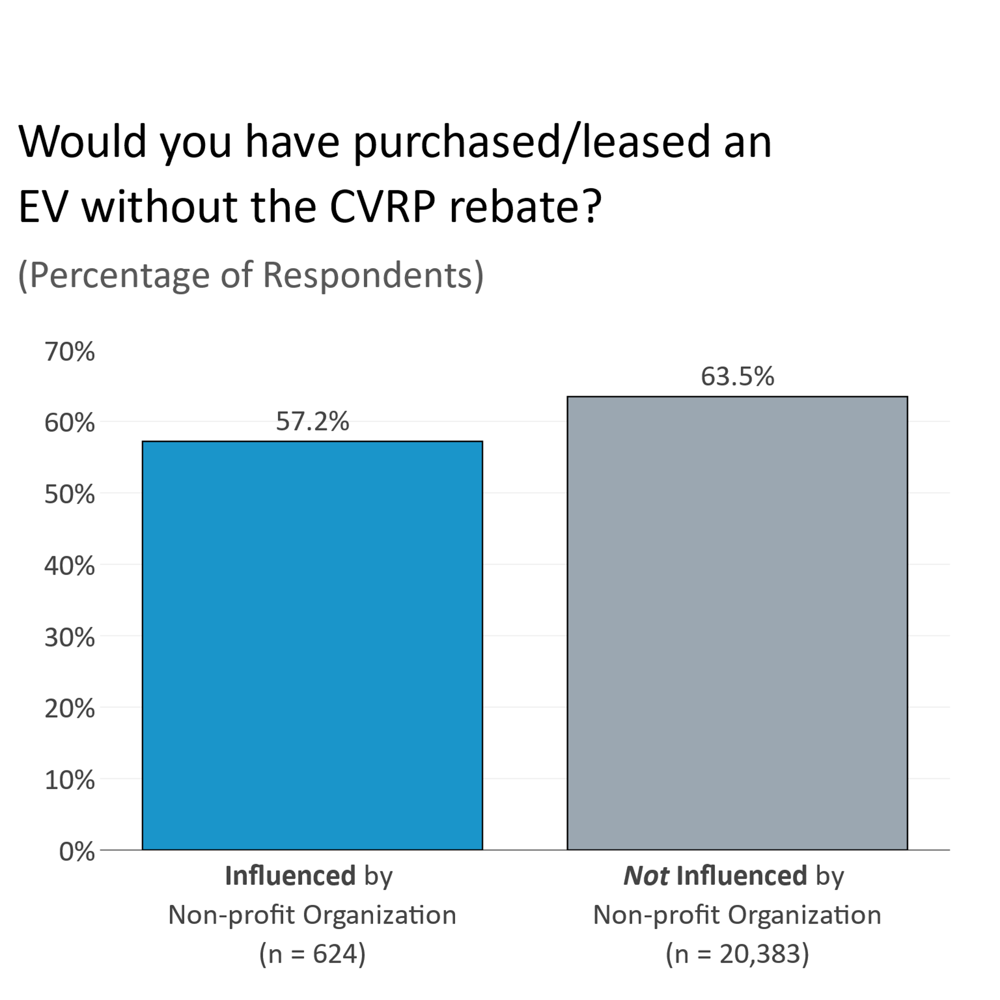 Would you have purchased/leased an
EV without the CVRP rebate?
(Percentage of Respondents)
70%
63.5%
60%
57.2%
50%
40%
30%
20%
10%
0%
Influenced by
Non-profit Organization
(n = 624)
Not Influenced by
Non-profit Organization
(n = 20,383)